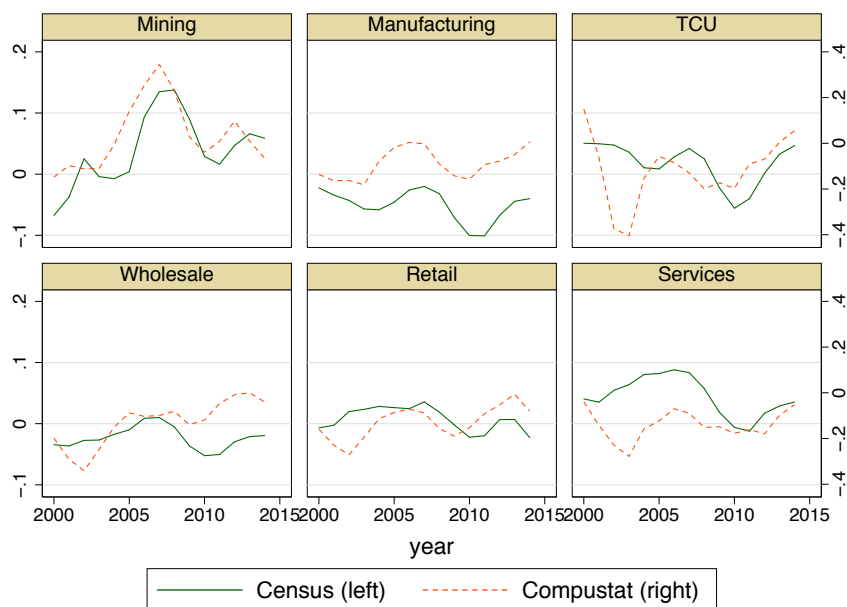 Mining Manufacturing TCU
.2 .4
.1 .2
0 0
-.1 -.2
-.4
Wholesale Retail Services
.2 .4
.1 .2
0 0
-.1 -.2
-.4
2000 2005 2010 2015 2000 2005 2010 2015 2000 2005 2010 2015
year
Census (left) Compustat (right)